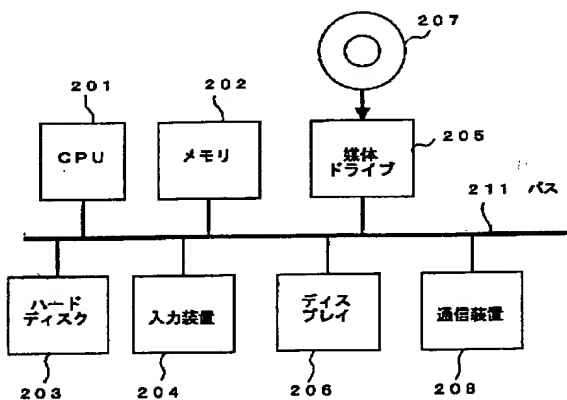 207
201
202
CPU
メモリ
媒体
ドライブ
205
211 バス
ハード
ディスク
入力装置
ディス
プレイ
通信装置
203
204
206
208